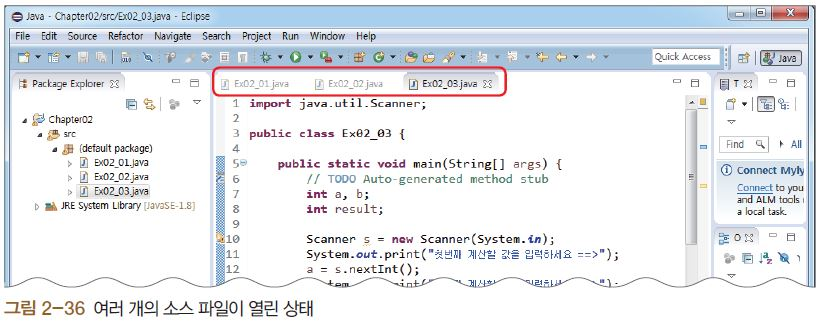 Java - Chapter02/src/Ex02_03.java - Eclipse
File Edit Source Refactor Navigate Search Project Run Window Help
Quick Access
Java
Package Explorer
Ex02_01.java Ex02_02.java Ex02_03.java
T
Chapter02
src
(default package)
Ex02_01.java
Ex02_02.java
Ex02_03.java
JRE System Library [JavaSE-1.8]
1 import java.util.Scanner;
2
3 public class Ex02_03 {
4
5 public static void main(String[] args) {
6 // TODO Auto-generated method stub
7 int a, b;
8 int result;
9
10 Scanner s = new Scanner(System.in);
11 System.out.print("첫번째 계산할 값을 입력하세요 ==>");
12 a = s.nextInt();
Find All
Connect Myly
Connect to you
and ALM tools
a local task.
O
그림 2-36 여러 개의 소스 파일이 열린 상태